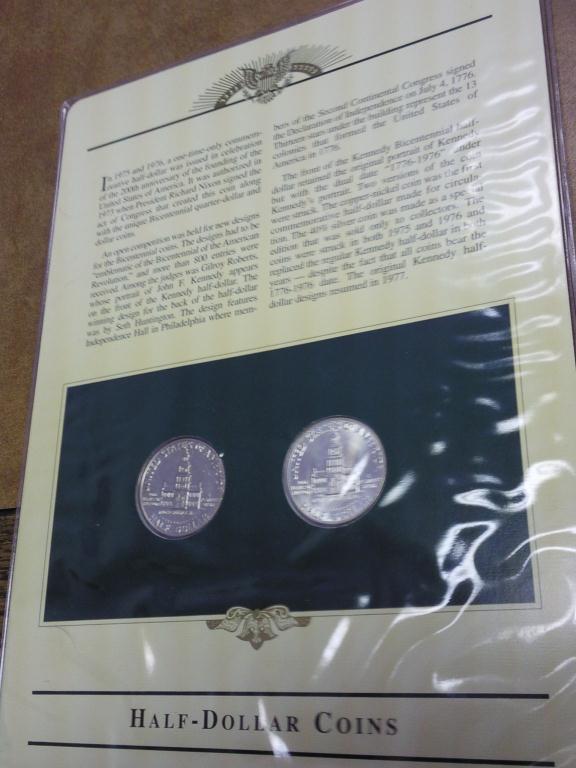 In 1975 and 1976, a one-time-only commem-
orative half-dollar was issued in celebration
of the 200th anniversary of the founding of the
United States of America. It was authorized in
1973 when President Richard Nixon signed the
act of Congress that created this coin along
with the unique Bicentennial quarter-dollar and
dollar coins.
An open competition was held for new designs
for the Bicentennial coins. The designs had to be
"emblematic of the Bicentennial of the American
Revolution," and more than 800 entries were
received. Among the judges was Gilroy Roberts,
whose portrait of John F. Kennedy appears
on the front of the Kennedy half-dollar. The
winning design for the back of the half-dollar
was by Seth Huntington. The design features
Independence Hall in Philadelphia where mem-
bers of the Second Continental Congress signed
the Declaration of Independence on July 4, 1776.
Thirteen stars under the building represent the 13
colonies that formed the United States of
America in 1776.
The front of the Kennedy Bicentennial half-
dollar retained the original portrait of Kennedy
but with the dual date "1776-1976" under
Kennedy's portrait. Two versions of the coin
were struck. The copper-nickel coin was the first
commemorative half-dollar made for circula-
tion. The 40% silver coin was made as a special
edition that was sold only to collectors. The
coins were struck in both 1975 and 1976 and
replaced the regular Kennedy half-dollar in both
years — despite the fact that all coins bear the
1776-1976 date. The original Kennedy half-
dollar designs resumed in 1977.
UNITED STATES OF AMERICA
HALF DOLLAR
UNITED STATES OF AMERICA
HALF DOLLAR
HALF-DOLLAR COINS